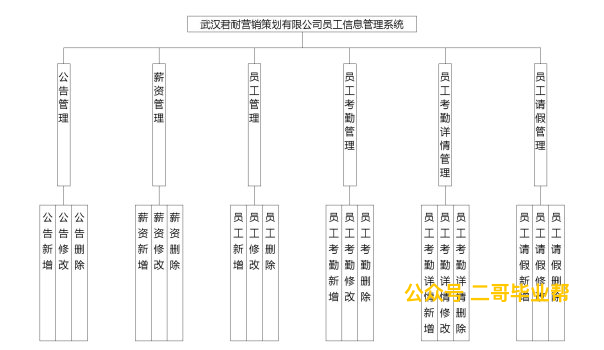 武汉君耐营销策划有限公司员工信息管理系统
公告管理
薪资管理
员工管理
员工考勤管理
员工考勤详情管理
员工请假管理
公告新增
公告修改
公告删除
薪资新增
薪资修改
薪资删除
员工新增
员工修改
员工删除
员工考勤新增
员工考勤修改
员工考勤删除
员工考勤详情新增
员工考勤详情修改
员工考勤详情删除
员工请假新增
员工请假修改
员工请假删除
公众号 二哥毕业帮